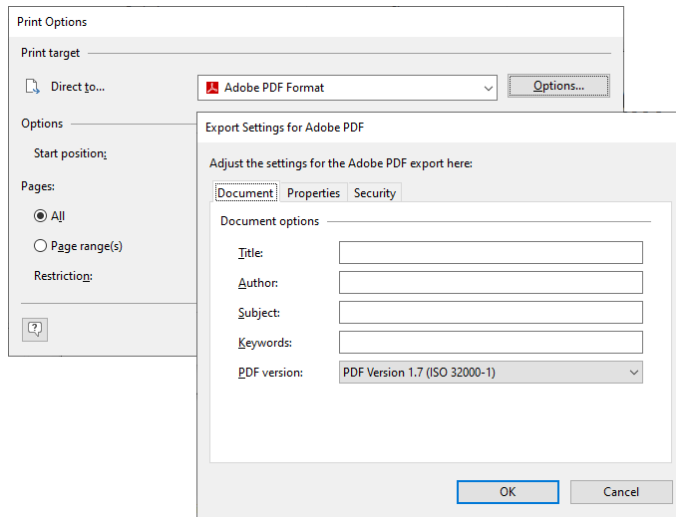 Print Options
Print target
Direct to...
Adobe PDF Format
Options...
Options
Start position:
Pages:
All
Page range(s)
Restriction:
Export Settings for Adobe PDF
Adjust the settings for the Adobe PDF export here:
Document Properties Security
Document options
Title:
Author:
Subject:
Keywords:
PDF version: PDF Version 1.7 (ISO 32000-1)
OK Cancel